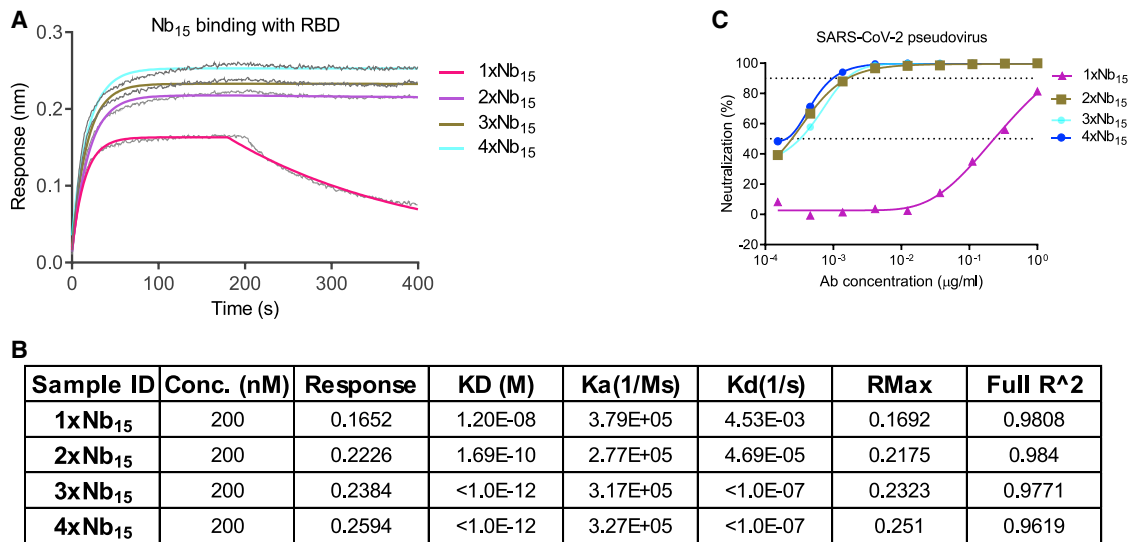 A
Nb₁₅ binding with RBD
0.3
0.2
0.1
0.0
Response (nm)
0 100 200 300 400
Time (s)
1xNb₁₅
2xNb₁₅
3xNb₁₅
4xNb₁₅
C
SARS-CoV-2 pseudovirus
100
80
60
40
20
0
-20
Neutralization (%)
10⁻⁴ 10⁻³ 10⁻² 10⁻¹ 10⁰
Ab concentration (μg/ml)
1xNb₁₅
2xNb₁₅
3xNb₁₅
4xNb₁₅
B
Sample ID Conc. (nM) Response KD (M) Ka(1/Ms) Kd(1/s) RMax Full R^2
1xNb₁₅ 200 0.1652 1.20E-08 3.79E+05 4.53E-03 0.1692 0.9808
2xNb₁₅ 200 0.2226 1.69E-10 2.77E+05 4.69E-05 0.2175 0.984
3xNb₁₅ 200 0.2384 <1.0E-12 3.17E+05 <1.0E-07 0.2323 0.9771
4xNb₁₅ 200 0.2594 <1.0E-12 3.27E+05 <1.0E-07 0.251 0.9619